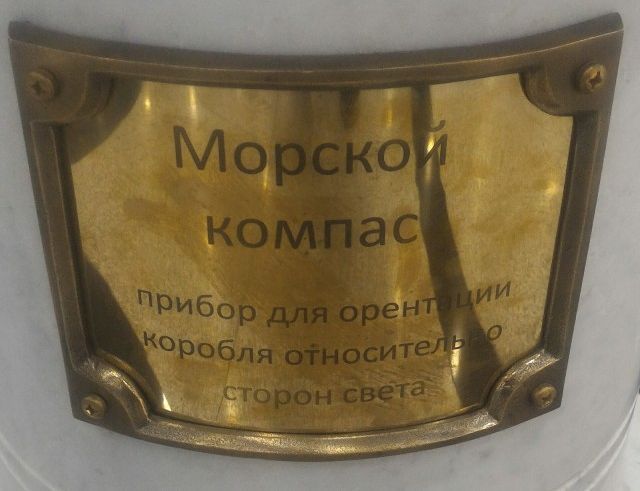 Морской
компас
прибор для орентации
коробля относительно
сторон света